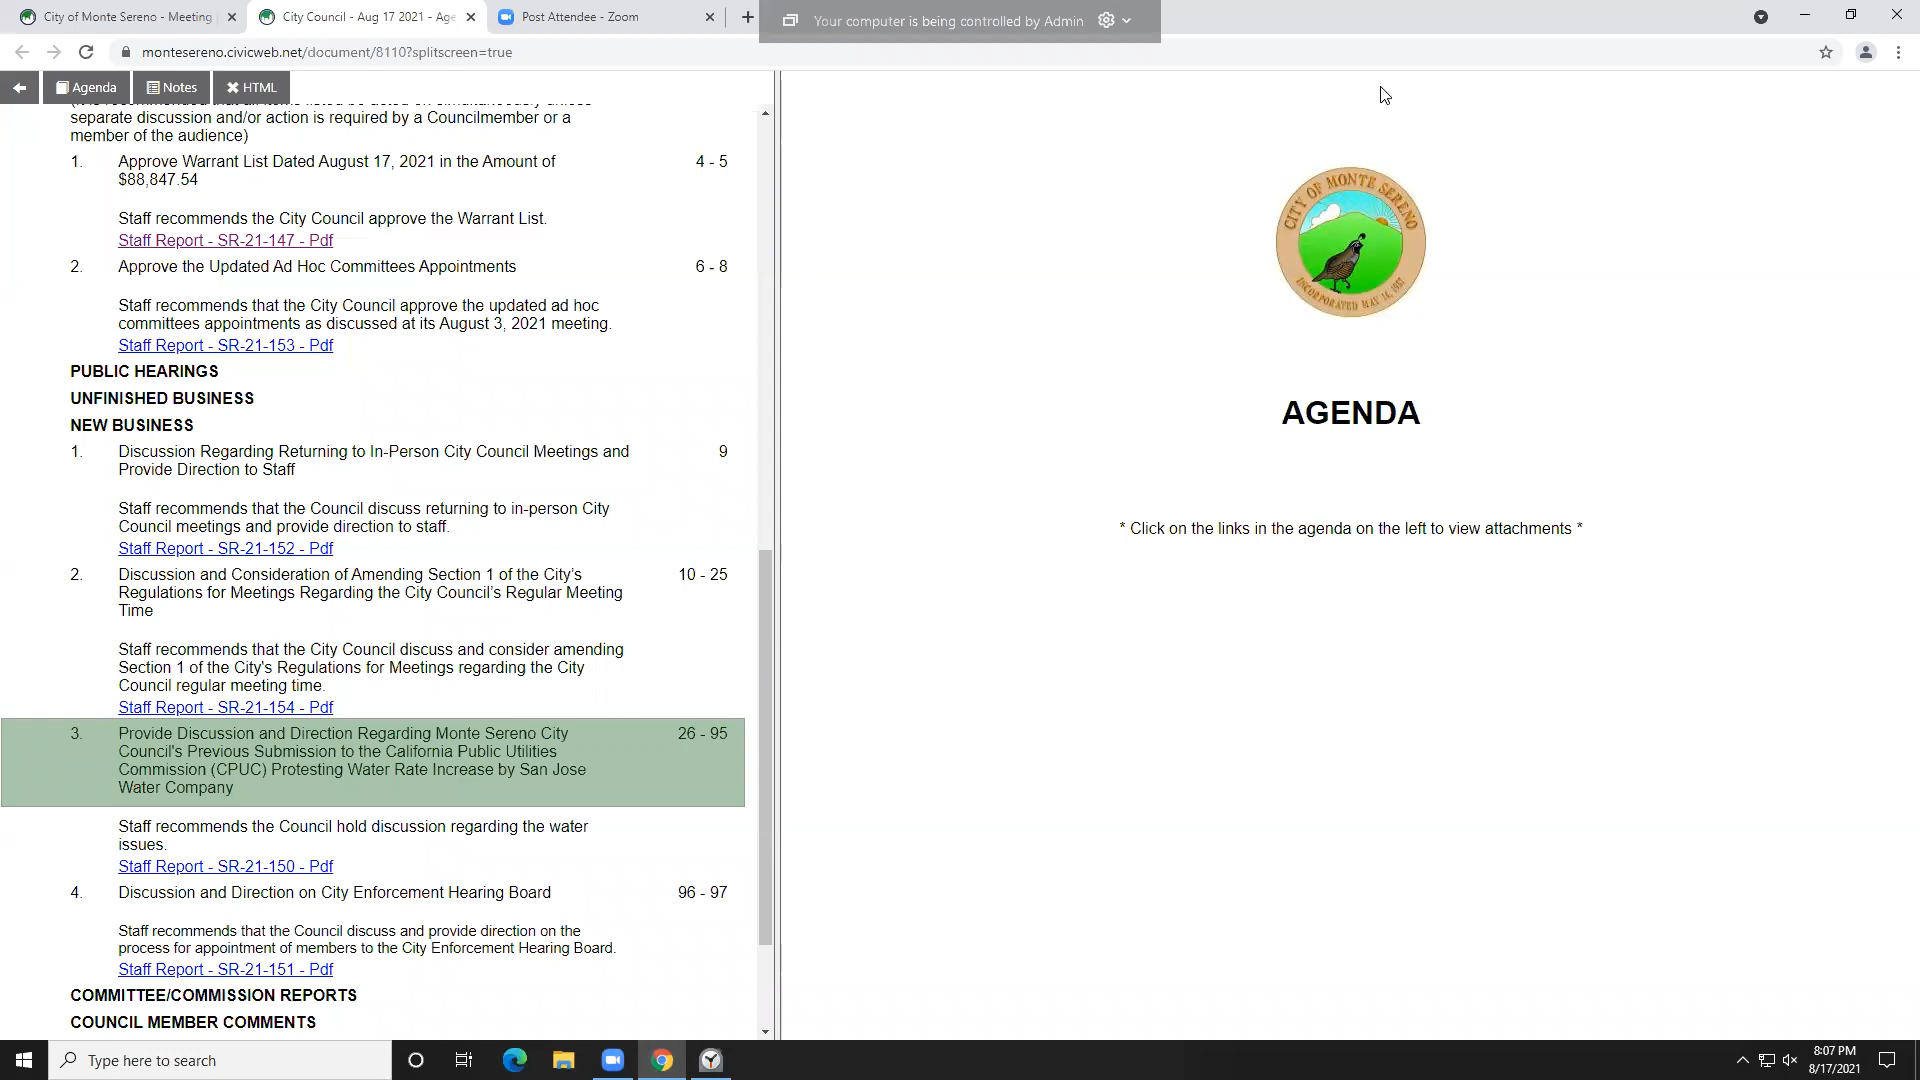 City of Monte Sereno - Meeting
City Council - Aug 17 2021 - Age
Post Attendee - Zoom
Your computer is being controlled by Admin
montesereno.civicweb.net/document/8110?splitscreen=true
Agenda
Notes
HTML
separate discussion and/or action is required by a Councilmember or a
member of the audience)
1. Approve Warrant List Dated August 17, 2021 in the Amount of 4 - 5
$88,847.54
Staff recommends the City Council approve the Warrant List.
Staff Report - SR-21-147 - Pdf
2. Approve the Updated Ad Hoc Committees Appointments 6 - 8
Staff recommends that the City Council approve the updated ad hoc
committees appointments as discussed at its August 3, 2021 meeting.
Staff Report - SR-21-153 - Pdf
PUBLIC HEARINGS
UNFINISHED BUSINESS
NEW BUSINESS
1. Discussion Regarding Returning to In-Person City Council Meetings and 9
Provide Direction to Staff
Staff recommends that the Council discuss returning to in-person City
Council meetings and provide direction to staff.
Staff Report - SR-21-152 - Pdf
2. Discussion and Consideration of Amending Section 1 of the City's 10 - 25
Regulations for Meetings Regarding the City Council's Regular Meeting
Time
Staff recommends that the City Council discuss and consider amending
Section 1 of the City's Regulations for Meetings regarding the City
Council regular meeting time.
Staff Report - SR-21-154 - Pdf
3. Provide Discussion and Direction Regarding Monte Sereno City 26 - 95
Council's Previous Submission to the California Public Utilities
Commission (CPUC) Protesting Water Rate Increase by San Jose
Water Company
Staff recommends the Council hold discussion regarding the water
issues.
Staff Report - SR-21-150 - Pdf
4. Discussion and Direction on City Enforcement Hearing Board 96 - 97
Staff recommends that the Council discuss and provide direction on the
process for appointment of members to the City Enforcement Hearing Board.
Staff Report - SR-21-151 - Pdf
COMMITTEE/COMMISSION REPORTS
COUNCIL MEMBER COMMENTS
CITY OF MONTE SERENO
INCORPORATED MAY 14, 1957
AGENDA
* Click on the links in the agenda on the left to view attachments *
Type here to search
8:07 PM
8/17/2021